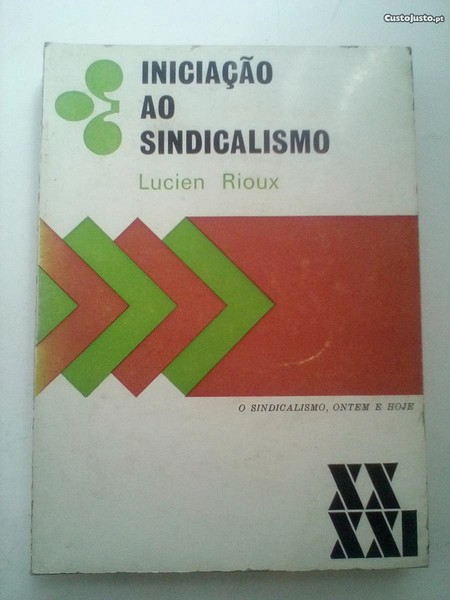 CustoJusto.pt
INICIAÇÃO
AO
SINDICALISMO
Lucien Rioux
O SINDICALISMO, ONTEM E HOJE
XX
XXI